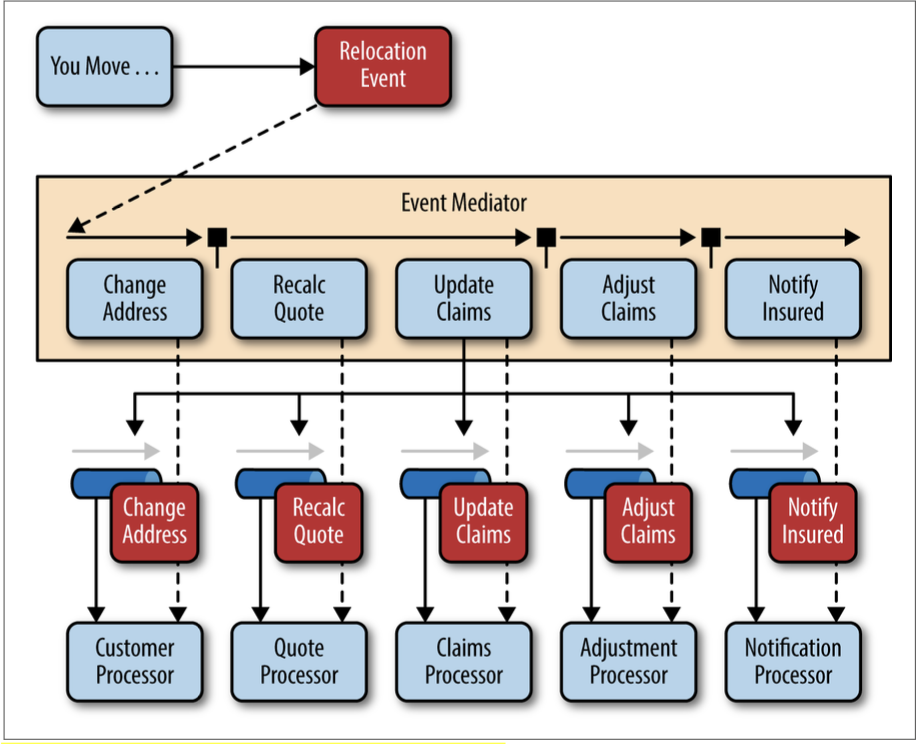 You Move . . .
Relocation
Event
Event Mediator
Change
Address
Recalc
Quote
Update
Claims
Adjust
Claims
Notify
Insured
Change
Address
Recalc
Quote
Update
Claims
Adjust
Claims
Notify
Insured
Customer
Processor
Quote
Processor
Claims
Processor
Adjustment
Processor
Notification
Processor